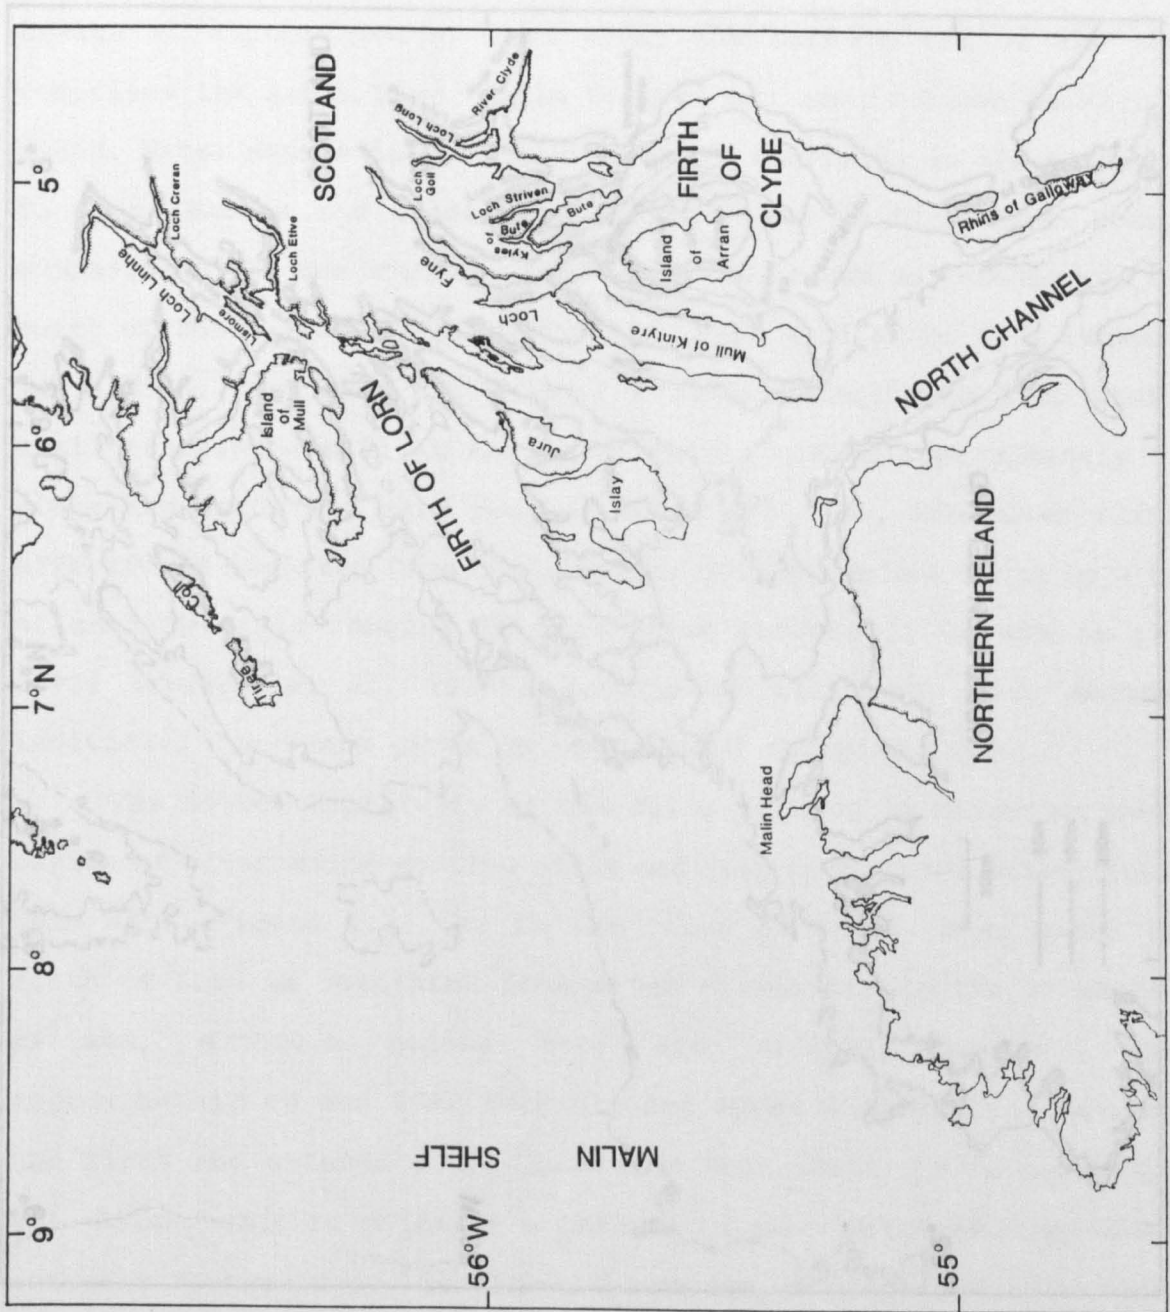 9°
8°
7°N
6°
5°
56°W
55°
SCOTLAND
Loch Creran
Loch Linnhe
Lismore
Loch Etive
Island
of
Mull
Coll
Tiree
FIRTH OF LORN
Jura
Islay
Loch
Fyne
Loch
Goil
Loch Long
River Clyde
Loch Striven
Kyles
of
Bute
Bute
Mull of Kintyre
Island
of
Arran
FIRTH
OF
CLYDE
Rhins of Galloway
NORTH CHANNEL
NORTHERN IRELAND
Malin Head
MALIN
SHELF